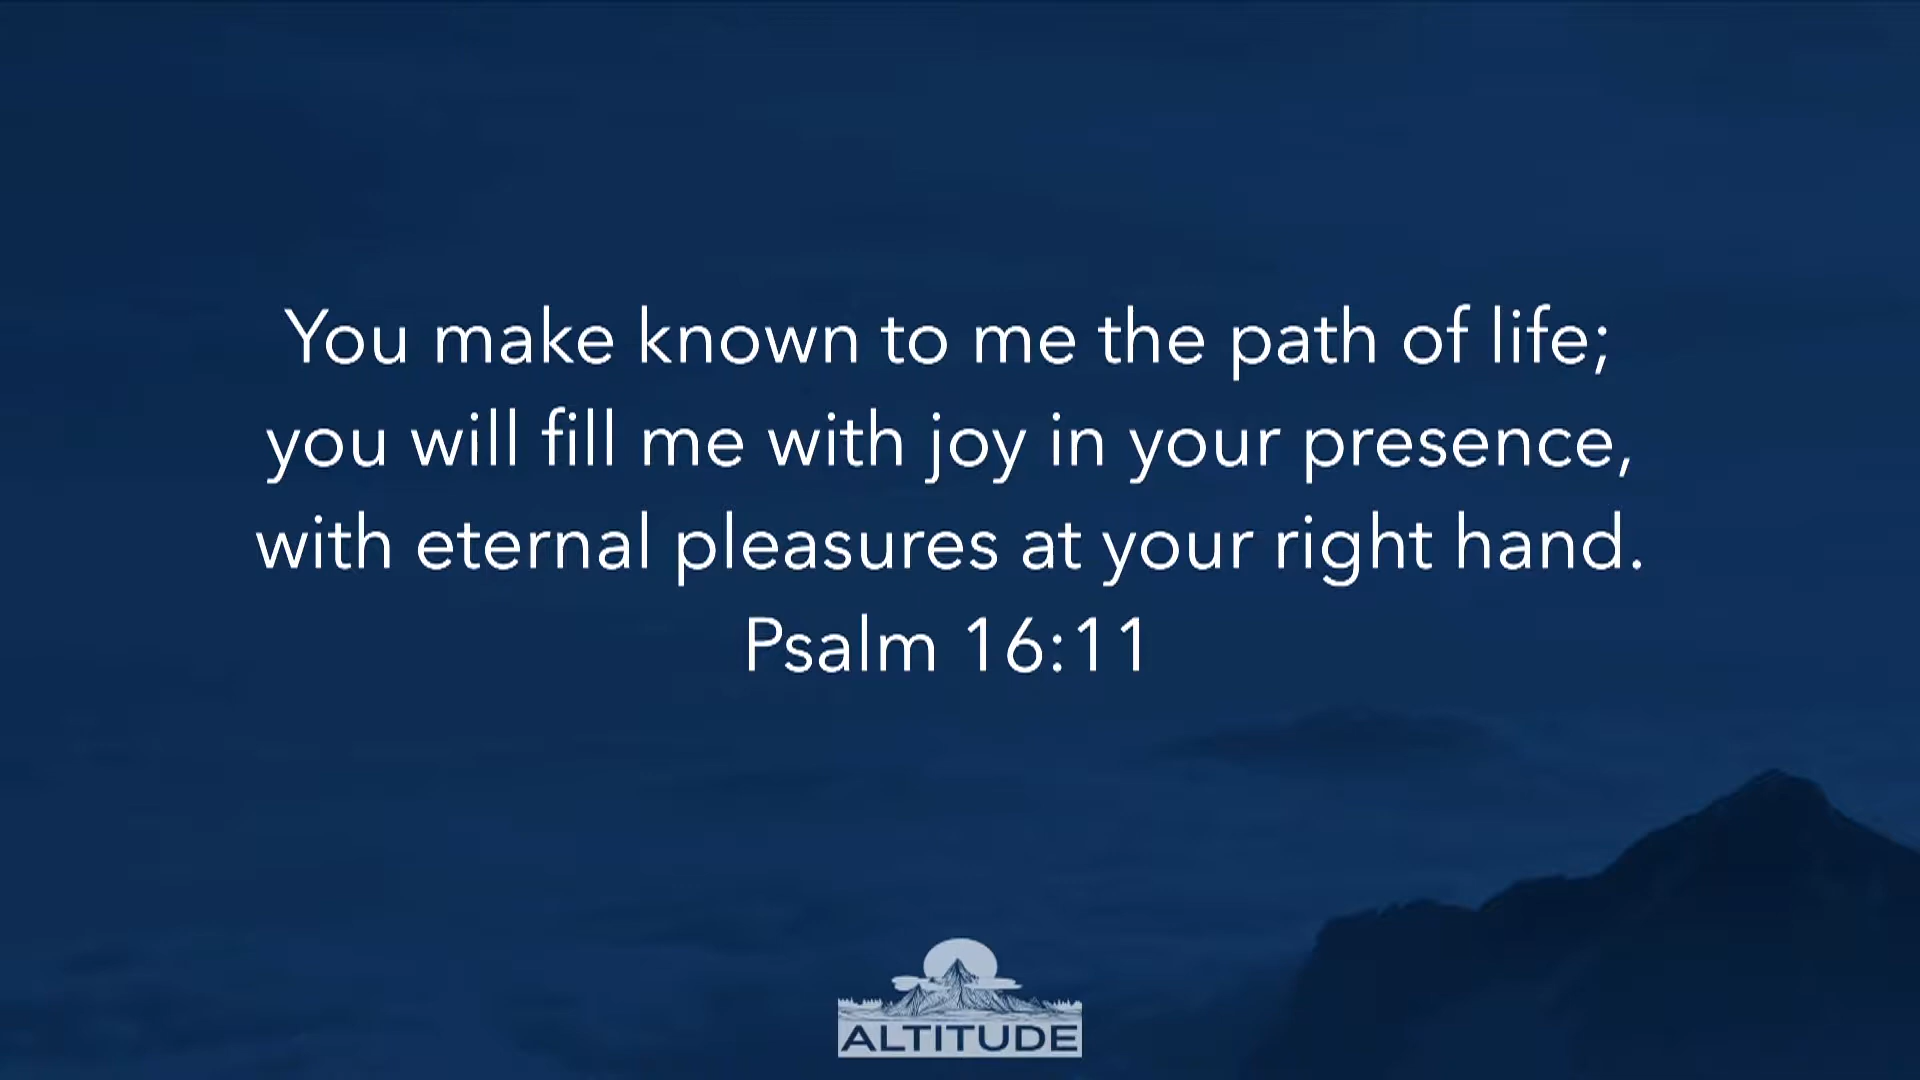 You make known to me the path of life;
you will fill me with joy in your presence,
with eternal pleasures at your right hand.
Psalm 16:11
ALTITUDE